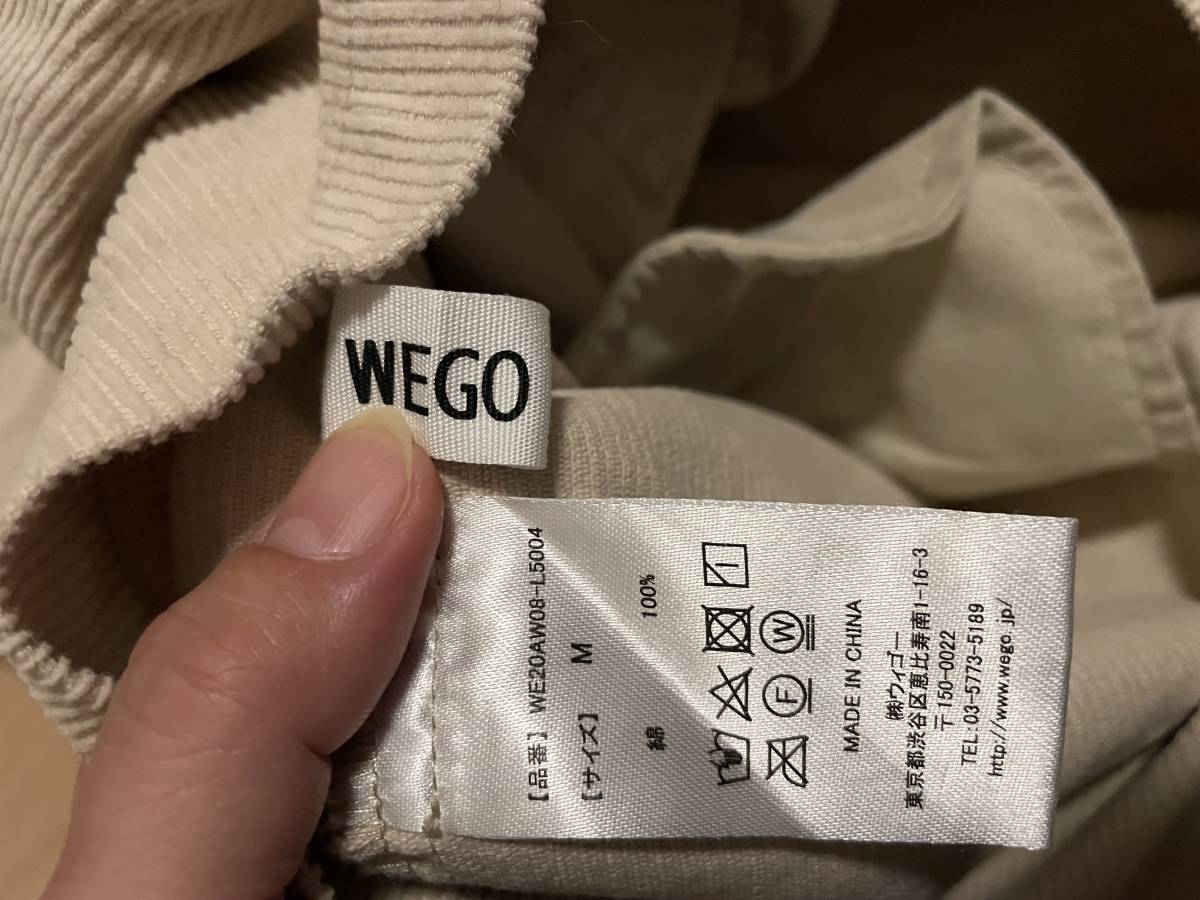 WEGO
【品番】WE20AW08-L5004
【サイズ】 M
綿 100%
W
F
MADE IN CHINA
㈱ウィゴー
東京都渋谷区恵比寿南1-16-3
〒150-0022
TEL:03-5773-5189
http://www.wego.jp/